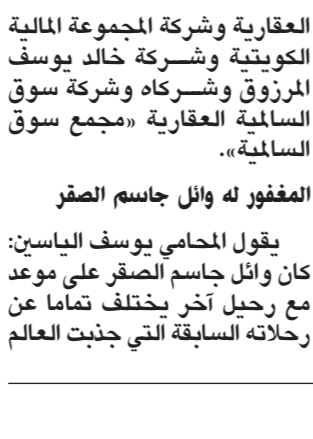 العقارية وشركة المجموعة المالية
الكويتية وشـــركة خالد يوسف
المرزوق وشـــركاه وشركة سوق
السالمية العقارية «مجمع سوق
السالمية».
المغفور له وائل جاسم الصقر
يقول المحامي يوسف الياسين:
كان وائل جاسم الصقر على موعد
مع رحيل آخر يختلف تماما عن
رحلاته السابقة التي جذبت العالم